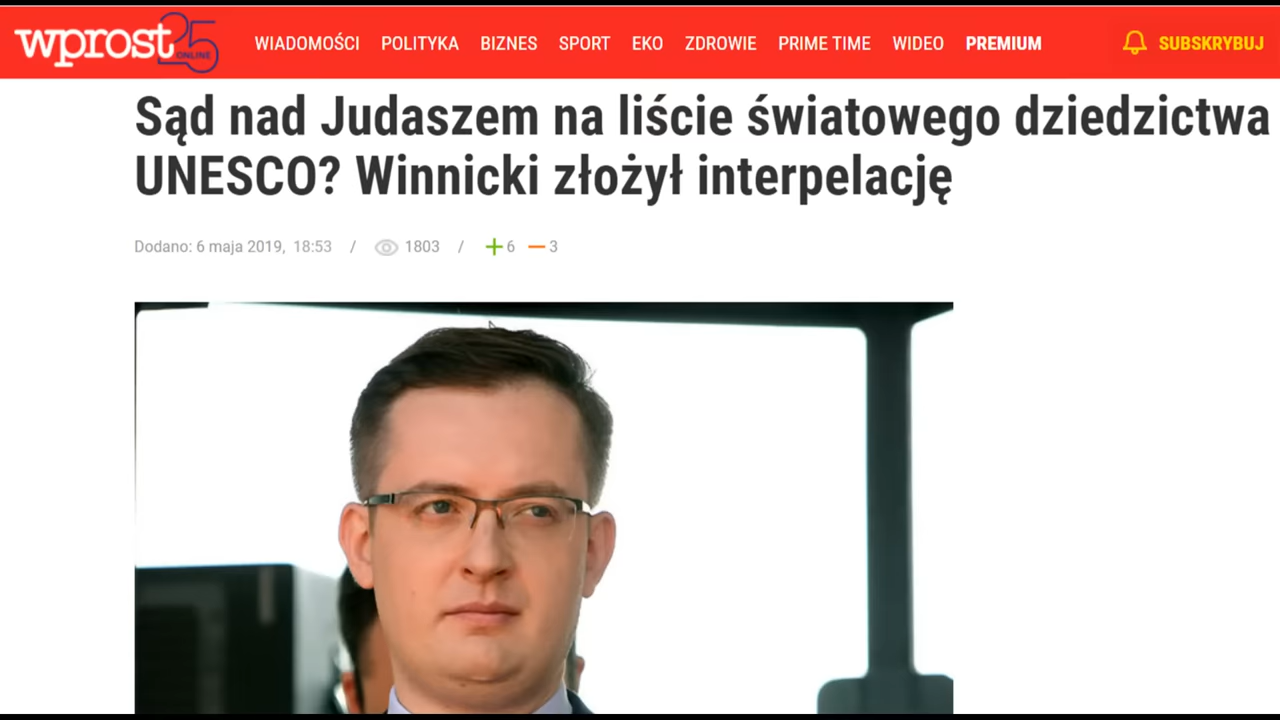 wprost 25 ONLINE WIADOMOŚCI POLITYKA BIZNES SPORT EKO ZDROWIE PRIME TIME WIDEO PREMIUM SUBSKRYBUJ
Sąd nad Judaszem na liście światowego dziedzictwa
UNESCO? Winnicki złożył interpelację
Dodano: 6 maja 2019, 18:53 / 1803 / +6 −3